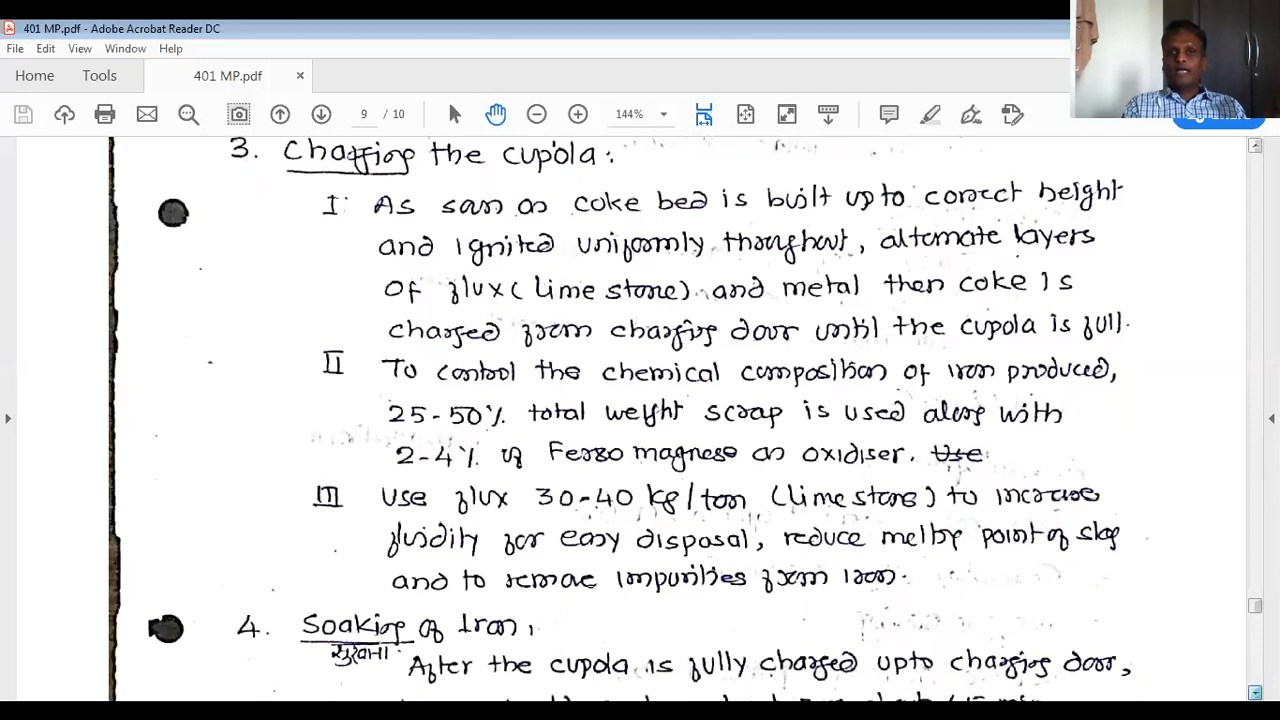 401 MP.pdf - Adobe Acrobat Reader DC
File Edit View Window Help
Home Tools 401 MP.pdf ×
9 / 10 144%
3. Charging the cupola:
I. As soon as coke bed is built up to correct height
and ignited uniformly throughout, alternate layers
of flux (lime stone) and metal then coke is
charged from charging door until the cupola is full.
II To control the chemical composition of iron produced,
25-50% total weight scrap is used along with
2-4% of Ferro magnese as oxidiser. Use
III Use flux 30-40 kg/ton (lime stone) to increase
fluidity for easy disposal, reduce melting point of slag
and to remove impurities from iron.
4. Soaking of Iron,
After the cupola is fully charged upto charging door,